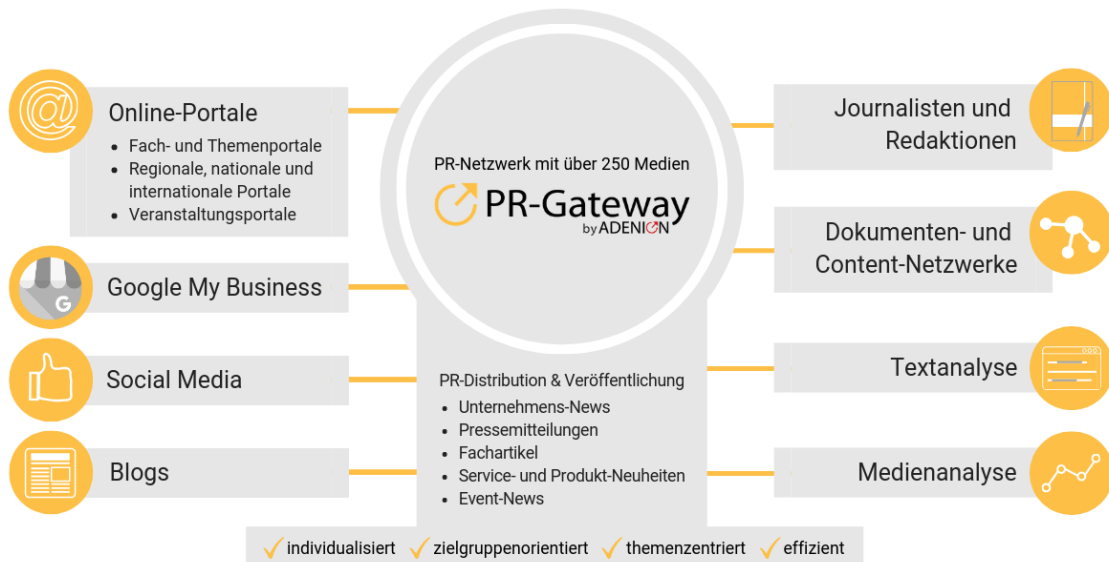 Online-Portale
• Fach- und Themenportale
• Regionale, nationale und
internationale Portale
• Veranstaltungsportale
Google My Business
G
Social Media
Blogs
PR-Netzwerk mit über 250 Medien
PR-Gateway
by ADENION
PR-Distribution & Veröffentlichung
• Unternehmens-News
• Pressemitteilungen
• Fachartikel
• Service- und Produkt-Neuheiten
• Event-News
Journalisten und
Redaktionen
Dokumenten- und
Content-Netzwerke
Textanalyse
Medienanalyse
✓ individualisiert ✓ zielgruppenorientiert ✓ themenzentriert ✓ effizient